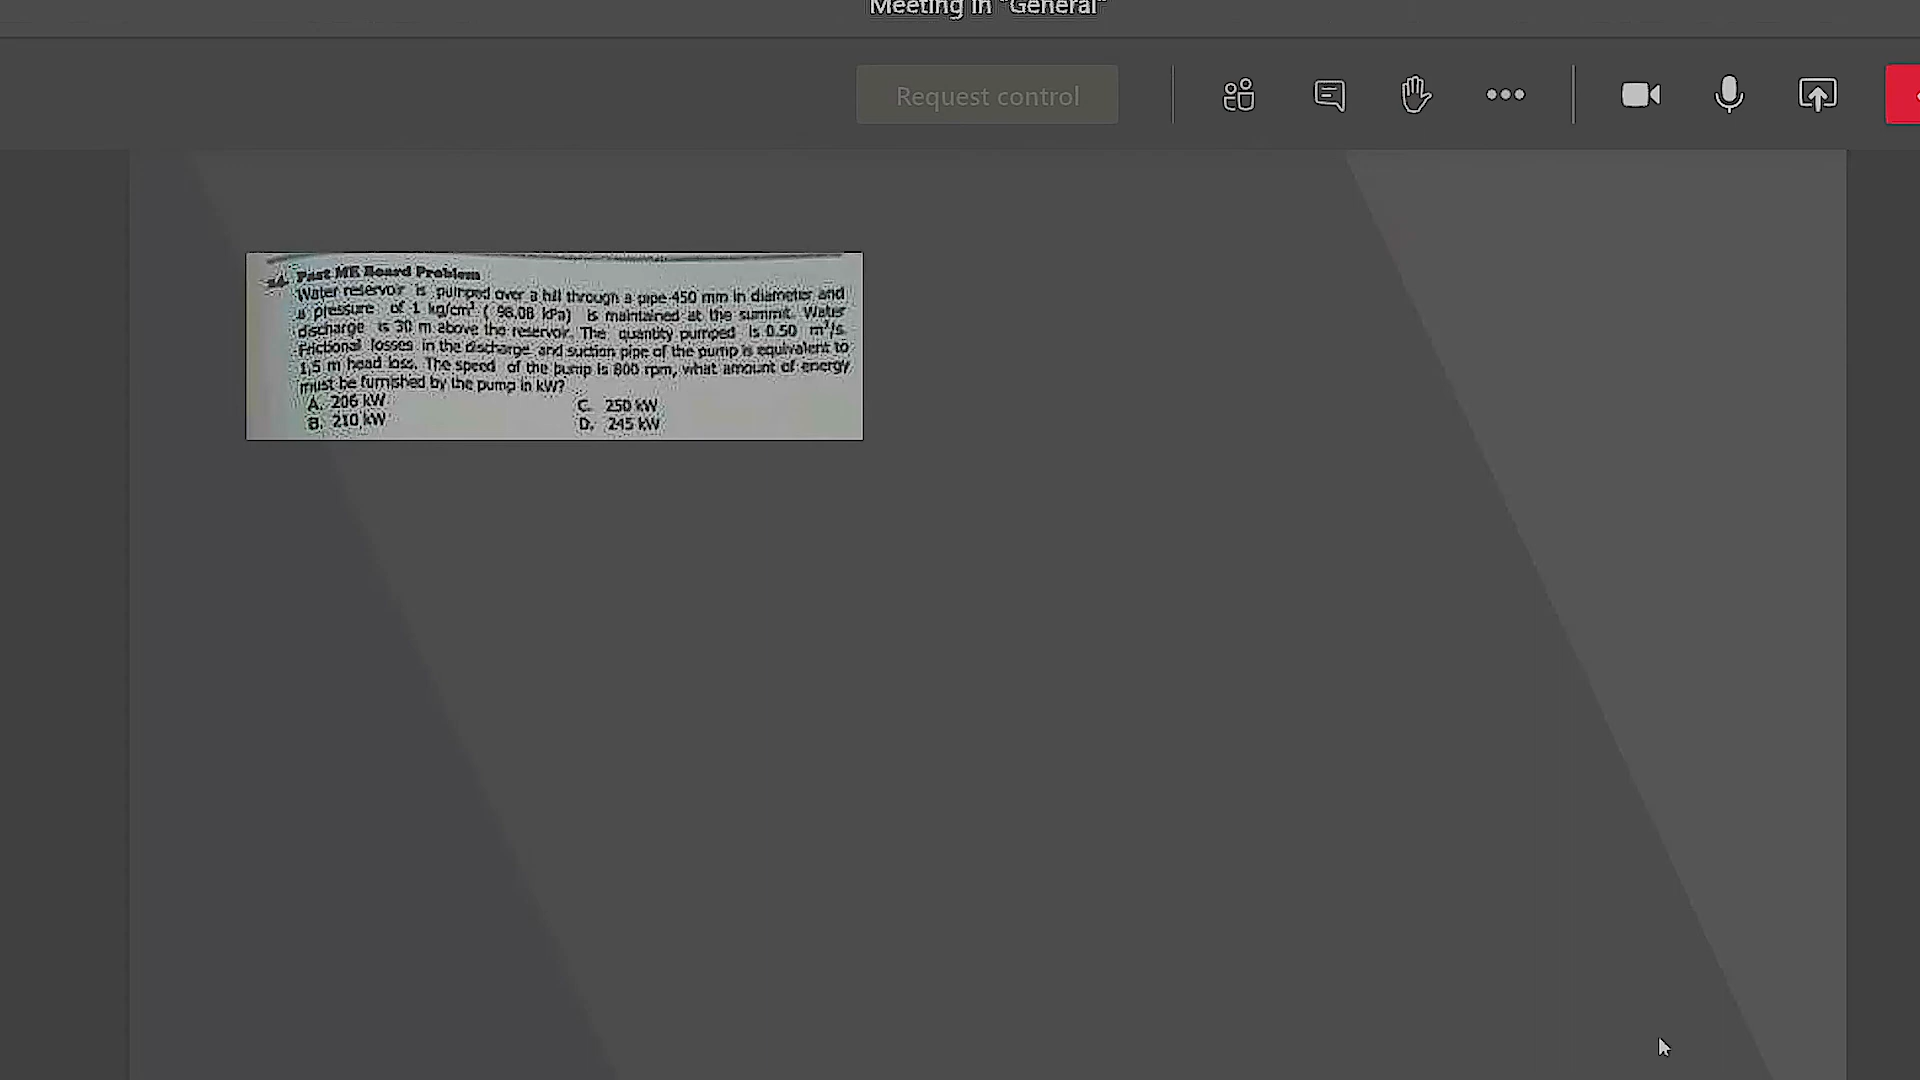 Meeting in "General"
Request control
Past ME Board Problem
Water reservoir is pumped over a hill through a pipe 450 mm in diameter and
a pressure of 1 kg/cm² ( 98.08 kPa) is maintained at the summit. Water
discharge is 30 m above the reservoir. The quantity pumped is 0.50 m³/s.
Frictional losses in the discharge and suction pipe of the pump is equivalent to
1.5 m head loss. The speed of the pump is 800 rpm, what amount of energy
must be furnished by the pump in kW?
A. 206 kW
B. 210 kW
C. 250 kW
D. 245 kW